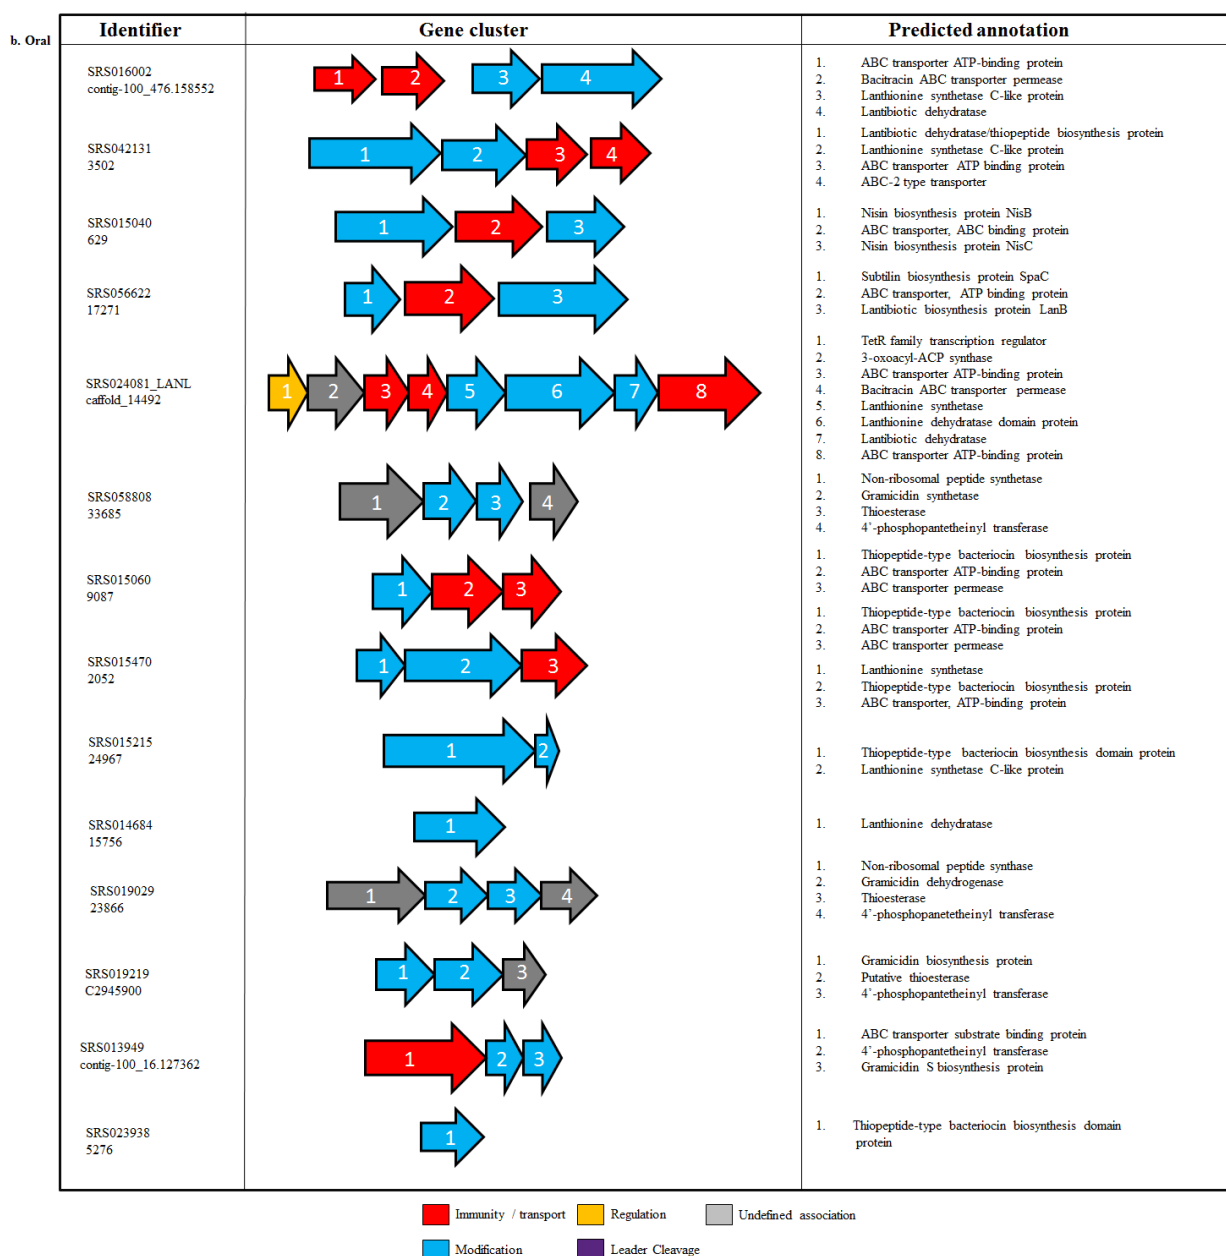 b. Oral
Identifier
Gene cluster
Predicted annotation
SRS016002
contig-100_476.158552
1 2 3 4
1. ABC transporter ATP-binding protein
2. Bacitracin ABC transporter permease
3. Lanthionine synthetase C-like protein
4. Lantibiotic dehydratase
SRS042131
3502
1 2 3 4
1. Lantibiotic dehydratase/thiopeptide biosynthesis protein
2. Lanthionine synthetase C-like protein
3. ABC transporter ATP binding protein
4. ABC-2 type transporter
SRS015040
629
1 2 3
1. Nisin biosynthesis protein NisB
2. ABC transporter, ABC binding protein
3. Nisin biosynthesis protein NisC
SRS056622
17271
1 2 3
1. Subtilin biosynthesis protein SpaC
2. ABC transporter, ATP binding protein
3. Lantibiotic biosynthesis protein LanB
SRS024081_LANL
caffold_14492
1 2 3 4 5 6 7 8
1. TetR family transcription regulator
2. 3-oxoacyl-ACP synthase
3. ABC transporter ATP-binding protein
4. Bacitracin ABC transporter permease
5. Lanthionine synthetase
6. Lanthionine dehydratase domain protein
7. Lantibiotic dehydratase
8. ABC transporter ATP-binding protein
SRS058808
33685
1 2 3 4
1. Non-ribosomal peptide synthetase
2. Gramicidin synthetase
3. Thioesterase
4. 4'-phosphopantetheinyl transferase
SRS015060
9087
1 2 3
1. Thiopeptide-type bacteriocin biosynthesis protein
2. ABC transporter ATP-binding protein
3. ABC transporter permease
1. Thiopeptide-type bacteriocin biosynthesis protein
2. ABC transporter ATP-binding protein
3. ABC transporter permease
SRS015470
2052
1 2 3
1. Lanthionine synthetase
2. Thiopeptide-type bacteriocin biosynthesis protein
3. ABC transporter, ATP-binding protein
SRS015215
24967
1 2
1. Thiopeptide-type bacteriocin biosynthesis domain protein
2. Lanthionine synthetase C-like protein
SRS014684
15756
1
1. Lanthionine dehydratase
SRS019029
23866
1 2 3 4
1. Non-ribosomal peptide synthase
2. Gramicidin dehydrogenase
3. Thioesterase
4. 4'-phosphopanetetheinyl transferase
SRS019219
C2945900
1 2 3
1. Gramicidin biosynthesis protein
2. Putative thioesterase
3. 4'-phosphopantetheinyl transferase
SRS013949
contig-100_16.127362
1 2 3
1. ABC transporter substrate binding protein
2. 4'-phosphopantetheinyl transferase
3. Gramicidin S biosynthesis protein
SRS023938
5276
1
1. Thiopeptide-type bacteriocin biosynthesis domain
protein
Immunity / transport
Regulation
Undefined association
Modification
Leader Cleavage